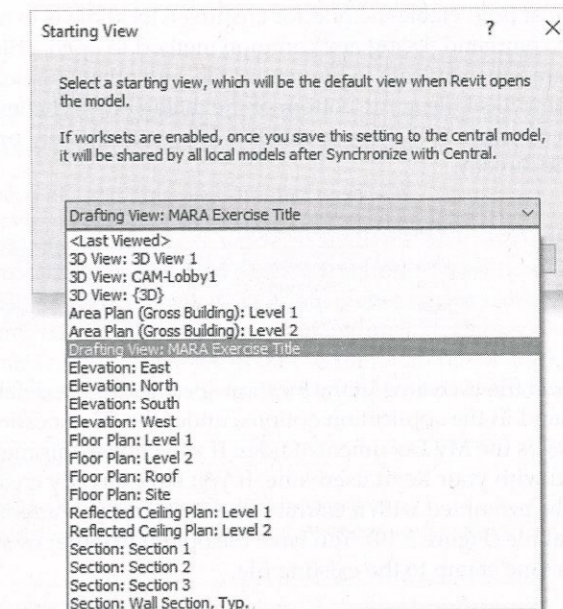 Starting View
?
×
Select a starting view, which will be the default view when Revit opens
the model.
If worksets are enabled, once you save this setting to the central model,
it will be shared by all local models after Synchronize with Central.
Drafting View: MARA Exercise Title
<Last Viewed>
3D View: 3D View 1
3D View: CAM-Lobby1
3D View: {3D}
Area Plan (Gross Building): Level 1
Area Plan (Gross Building): Level 2
Drafting View: MARA Exercise Title
Elevation: East
Elevation: North
Elevation: South
Elevation: West
Floor Plan: Level 1
Floor Plan: Level 2
Floor Plan: Roof
Floor Plan: Site
Reflected Ceiling Plan: Level 1
Reflected Ceiling Plan: Level 2
Section: Section 1
Section: Section 2
Section: Section 3
Section: Wall Section, Typ.